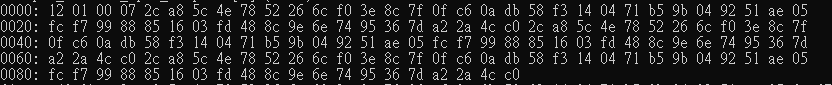 0000: 12 01 00 07 2c a8 5c 4e 78 52 26 6c f0 3e 8c 7f 0f c6 0a db 58 f3 14 04 71 b5 9b 04 92 51 ae 05
0020: fc f7 99 88 85 16 03 fd 48 8c 9e 6e 74 95 36 7d a2 2a 4c c0 2c a8 5c 4e 78 52 26 6c f0 3e 8c 7f
0040: 0f c6 0a db 58 f3 14 04 71 b5 9b 04 92 51 ae 05 fc f7 99 88 85 16 03 fd 48 8c 9e 6e 74 95 36 7d
0060: a2 2a 4c c0 2c a8 5c 4e 78 52 26 6c f0 3e 8c 7f 0f c6 0a db 58 f3 14 04 71 b5 9b 04 92 51 ae 05
0080: fc f7 99 88 85 16 03 fd 48 8c 9e 6e 74 95 36 7d a2 2a 4c c0